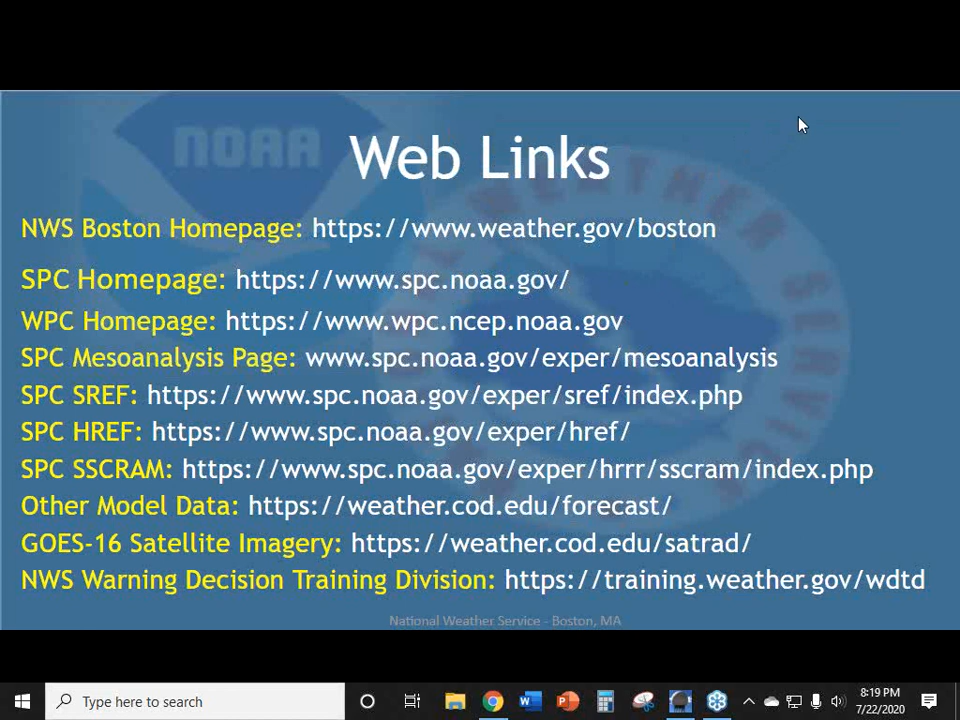 NOAA
NATIONAL WEATHER SERVICE
Web Links
NWS Boston Homepage: https://www.weather.gov/boston
SPC Homepage: https://www.spc.noaa.gov/
WPC Homepage: https://www.wpc.ncep.noaa.gov
SPC Mesoanalysis Page: www.spc.noaa.gov/exper/mesoanalysis
SPC SREF: https://www.spc.noaa.gov/exper/sref/index.php
SPC HREF: https://www.spc.noaa.gov/exper/href/
SPC SSCRAM: https://www.spc.noaa.gov/exper/hrrr/sscram/index.php
Other Model Data: https://weather.cod.edu/forecast/
GOES-16 Satellite Imagery: https://weather.cod.edu/satrad/
NWS Warning Decision Training Division: https://training.weather.gov/wdtd
National Weather Service - Boston, MA
Type here to search
8:19 PM
7/22/2020